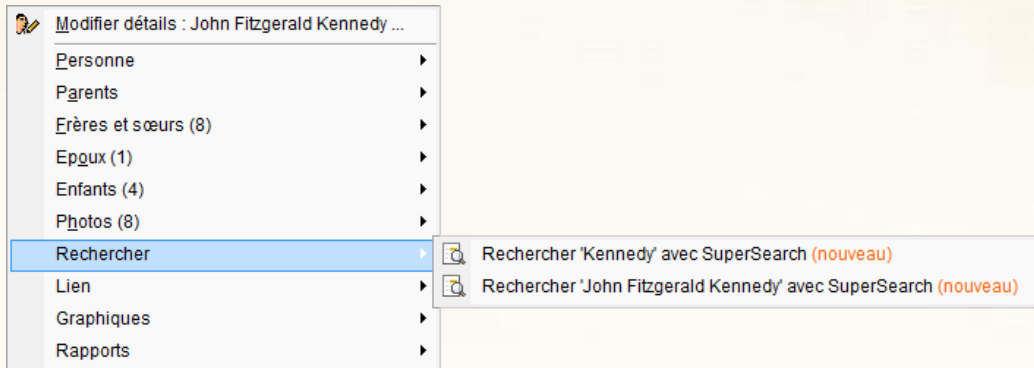 Modifier détails : John Fitzgerald Kennedy ...
Personne
Parents
Frères et sœurs (8)
Epoux (1)
Enfants (4)
Photos (8)
Rechercher
Rechercher 'Kennedy' avec SuperSearch (nouveau)
Rechercher 'John Fitzgerald Kennedy' avec SuperSearch (nouveau)
Lien
Graphiques
Rapports